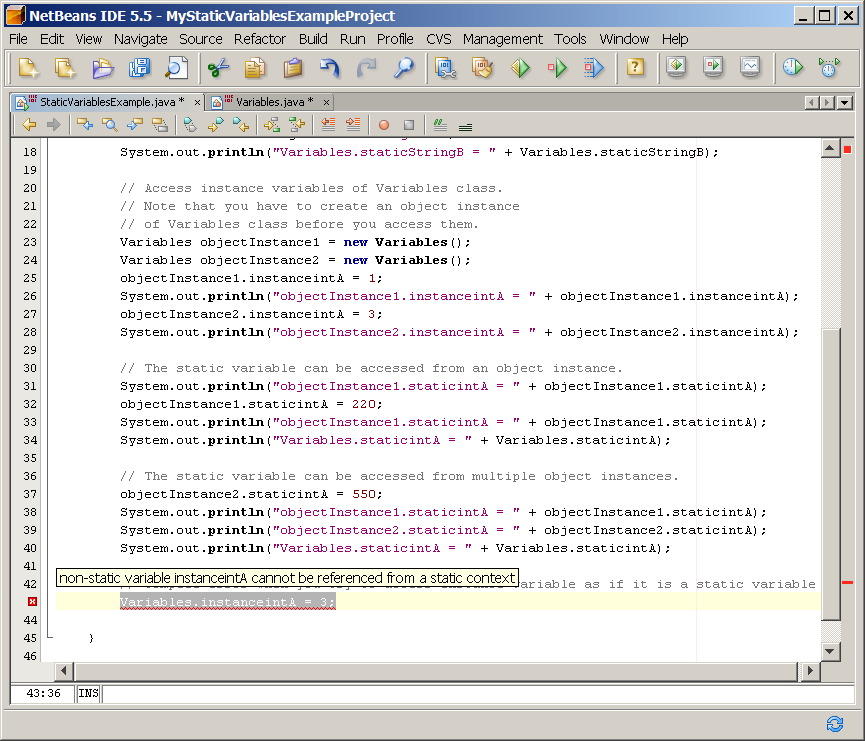 NetBeans IDE 5.5 - MyStaticVariablesExampleProject
File Edit View Navigate Source Refactor Build Run Profile CVS Management Tools Window Help
StaticVariablesExample.java * × Variables.java * ×
18 System.out.println("Variables.staticStringB = " + Variables.staticStringB);
19
20 // Access instance variables of Variables class.
21 // Note that you have to create an object instance
22 // of Variables class before you access them.
23 Variables objectInstance1 = new Variables();
24 Variables objectInstance2 = new Variables();
25 objectInstance1.instanceintA = 1;
26 System.out.println("objectInstance1.instanceintA = " + objectInstance1.instanceintA);
27 objectInstance2.instanceintA = 3;
28 System.out.println("objectInstance2.instanceintA = " + objectInstance2.instanceintA);
29
30 // The static variable can be accessed from an object instance.
31 System.out.println("objectInstance1.staticintA = " + objectInstance1.staticintA);
32 objectInstance1.staticintA = 220;
33 System.out.println("objectInstance1.staticintA = " + objectInstance1.staticintA);
34 System.out.println("Variables.staticintA = " + Variables.staticintA);
35
36 // The static variable can be accessed from multiple object instances.
37 objectInstance2.staticintA = 550;
38 System.out.println("objectInstance1.staticintA = " + objectInstance1.staticintA);
39 System.out.println("objectInstance2.staticintA = " + objectInstance2.staticintA);
40 System.out.println("Variables.staticintA = " + Variables.staticintA);
41
non-static variable instanceintA cannot be referenced from a static context
42 variable as if it is a static variable
Variables.instanceintA = 3;
44
45 }
46
43:36 INS